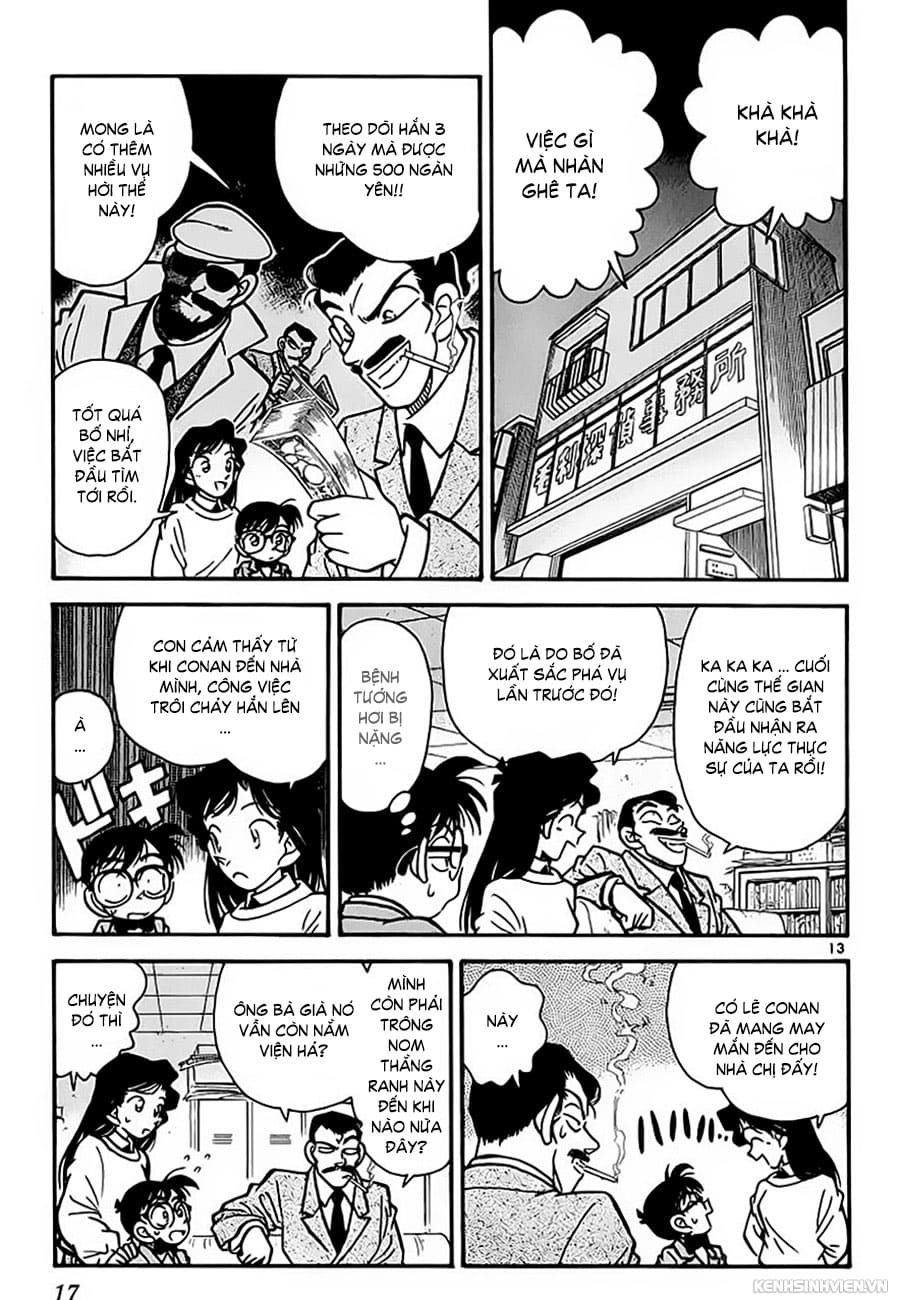 KHÀ KHÀ
KHÀ!
VIỆC GÌ
MÀ NHÀN
GHÊ TA!
毛利探偵事務所
THEO DÕI HẮN 3
NGÀY MÀ ĐƯỢC
NHỮNG 500 NGÀN
YÊN!!
MONG LÀ
CÓ THÊM
NHIỀU VỤ
HỜI THẾ
NÀY!
TỐT QUÁ
BỐ NHỈ,
VIỆC BẮT
ĐẦU TÌM
TỚI RỒI.
KA KA KA ... CUỐI
CÙNG THẾ GIAN
NÀY CŨNG BẮT
ĐẦU NHẬN RA
NĂNG LỰC THỰC
SỰ CỦA TA RỒI!
ĐÓ LÀ DO BỐ ĐÃ
XUẤT SẮC PHÁ VỤ
LẦN TRƯỚC ĐÓ!
BỆNH
TƯỞNG
HƠI BỊ
NẶNG
...
CON CẢM THẤY TỪ
KHI CONAN ĐẾN NHÀ
MÌNH, CÔNG VIỆC
TRÔI CHẢY HẲN LÊN
...
À
...
ドキ
13
CÓ LẼ CONAN
ĐÃ MANG MAY
MẮN ĐẾN CHO
NHÀ CHỊ ĐẤY!
NÀY
...
MÌNH
CÒN PHẢI
TRÔNG
NOM
THẰNG
RANH NÀY
ĐẾN KHI
NÀO NỮA
ĐÂY?
ÔNG BÀ GIÀ NÓ
VẪN CÒN NẰM
VIỆN HẢ?
CHUYỆN
ĐÓ THÌ
...
17
KENHSINHVIEN.VN